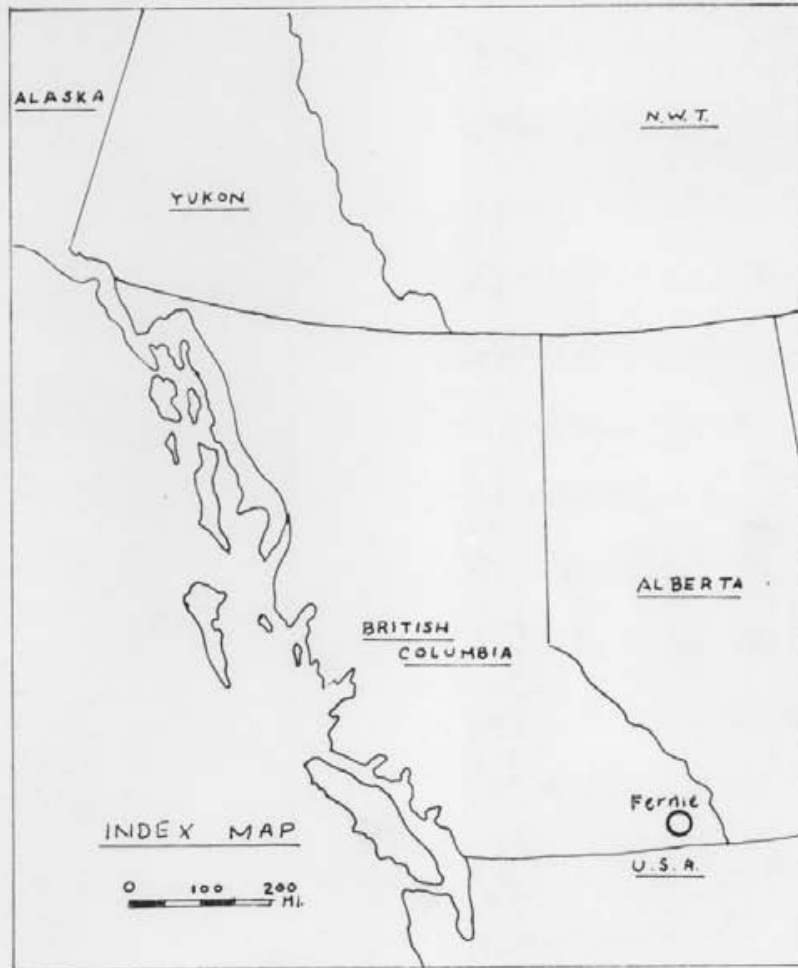 ALASKA
N.W.T.
YUKON
ALBERTA
BRITISH
COLUMBIA
Fernie
INDEX MAP
U.S.A.
0 100 200
MI.